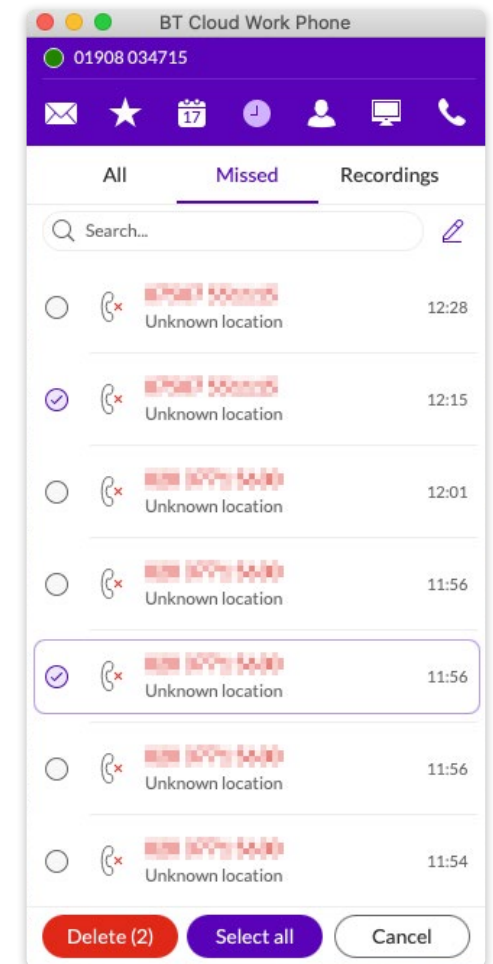 BT Cloud Work Phone
01908 034715
17
All Missed Recordings
Search...
Unknown location
12:28
Unknown location
12:15
Unknown location
12:01
Unknown location
11:56
Unknown location
11:56
Unknown location
11:56
Unknown location
11:54
Delete (2) Select all Cancel